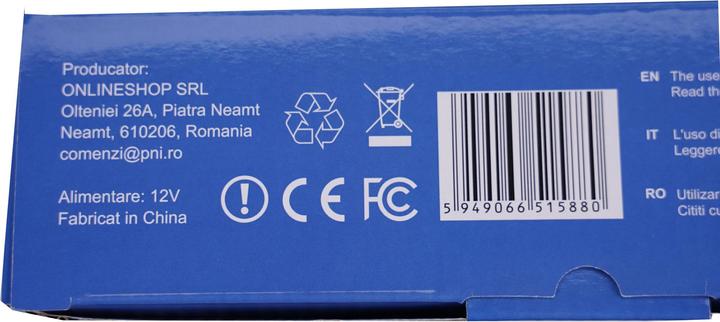 Producator:
ONLINESHOP SRL
Olteniei 26A, Piatra Neamt
Neamt, 610206, Romania
comenzi@pni.ro
Alimentare: 12V
Fabricat in China
CE FC
5 949066 515880
EN The use
Read the
IT L'uso di
Leggere
RO Utilizar
Cititi cu